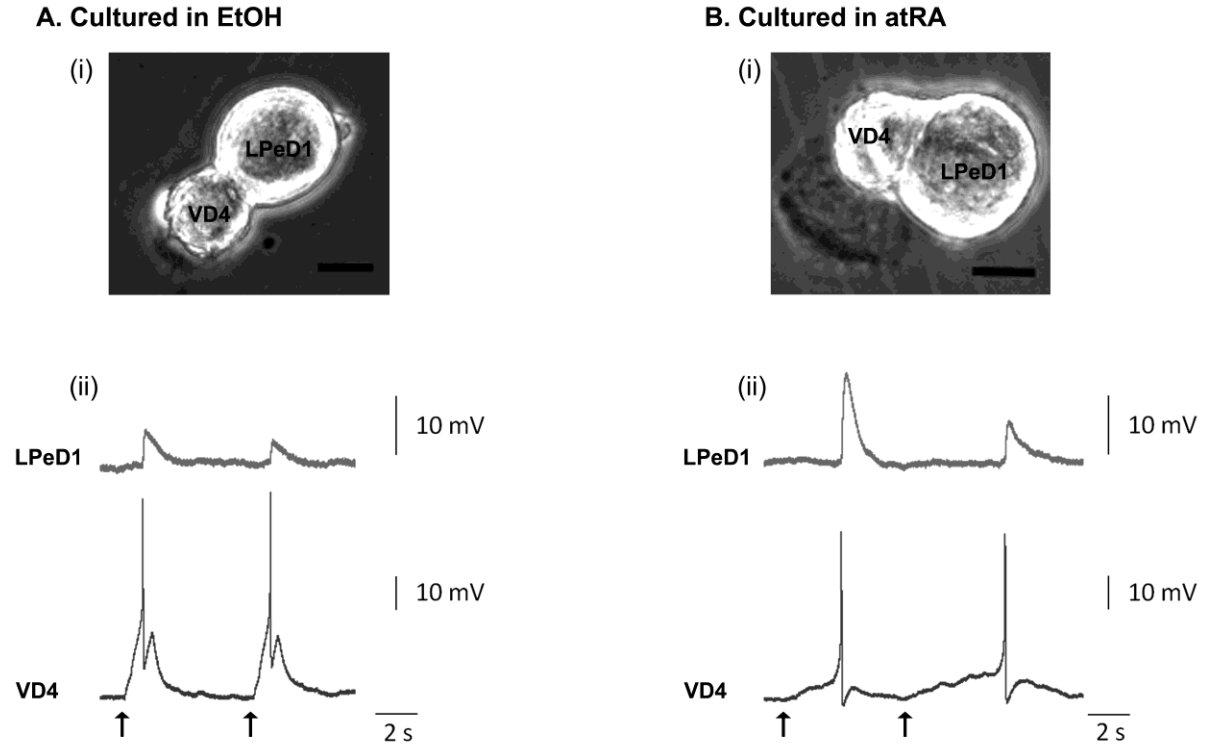 A. Cultured in EtOH
(i)
LPeD1
VD4
(ii)
LPeD1
10 mV
10 mV
VD4
2 s
B. Cultured in atRA
(i)
VD4
LPeD1
(ii)
LPeD1
10 mV
10 mV
VD4
2 s